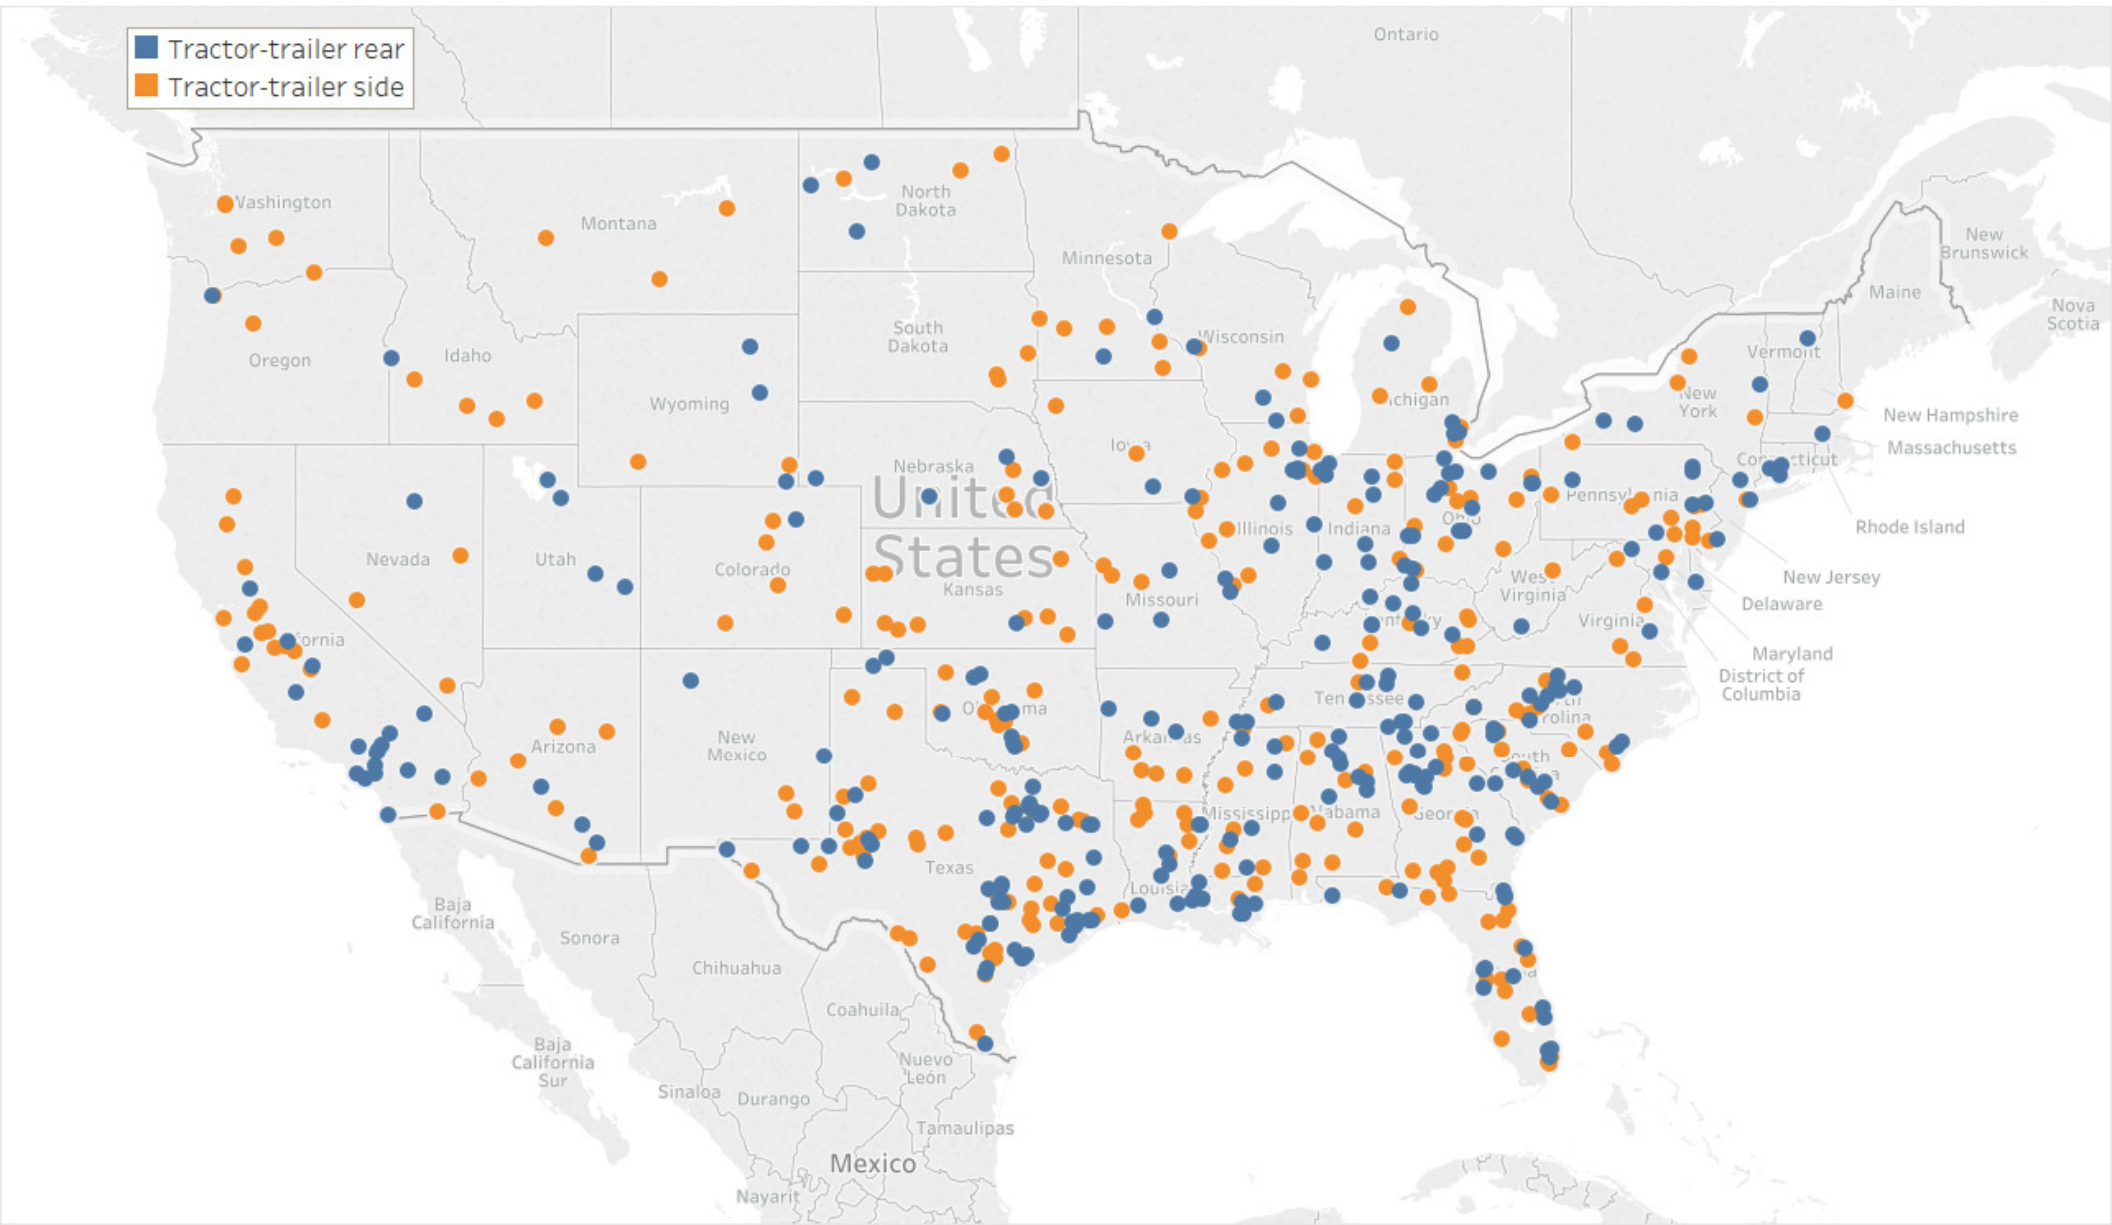 Tractor-trailer rear
Tractor-trailer side
Ontario
Washington
Montana
North
Dakota
Minnesota
New
Brunswick
Maine
Nova
Scotia
Oregon
Idaho
South
Dakota
Wisconsin
Vermont
Wyoming
New
York
New Hampshire
Massachusetts
Nebraska
United
States
Illinois
Indiana
Rhode Island
Nevada
Utah
Colorado
Kansas
Missouri
West
Virginia
New Jersey
Delaware
Virginia
Maryland
District of
Columbia
Arizona
New
Mexico
Mississippi
Texas
Baja
California
Sonora
Chihuahua
Coahuila
Baja
California
Sur
Nuevo
León
Sinaloa
Durango
Tamaulipas
Mexico
Nayarit